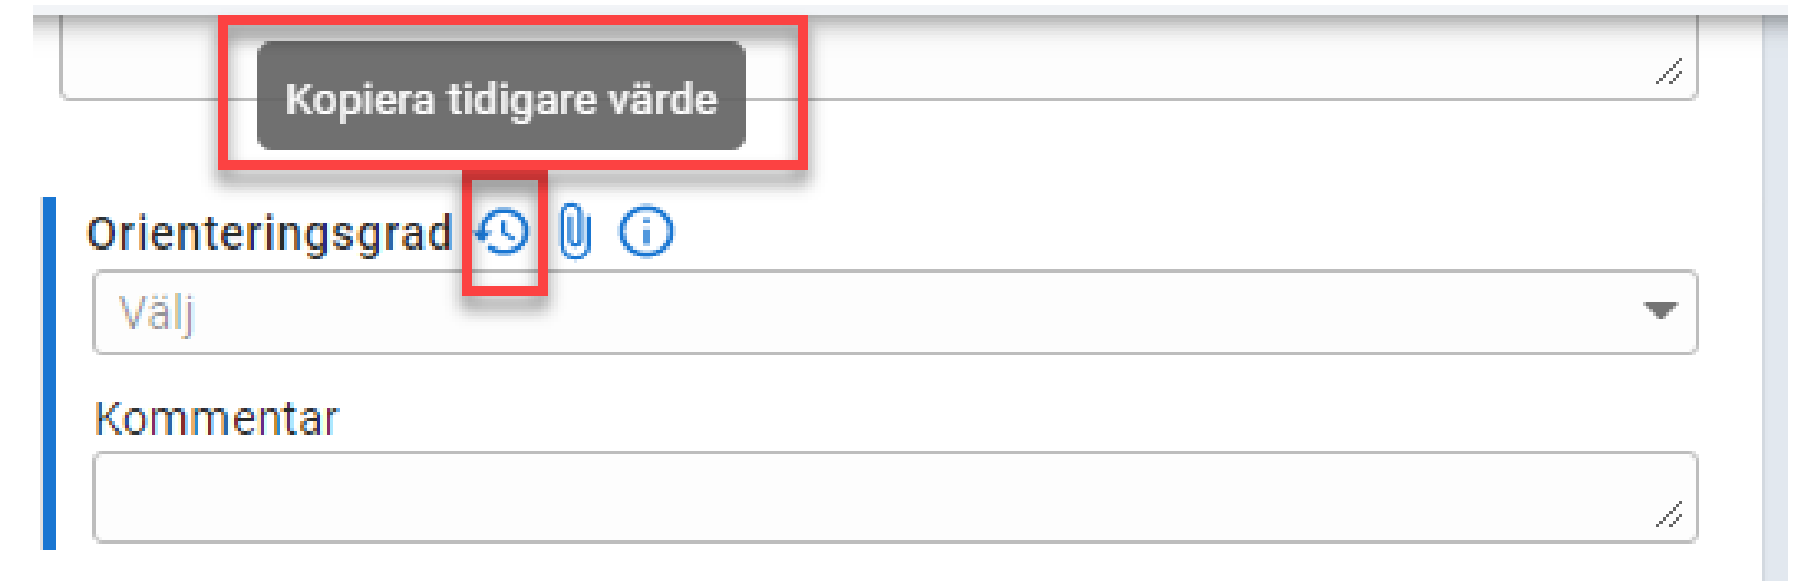 Kopiera tidigare värde
Orienteringsgrad
Välj
Kommentar